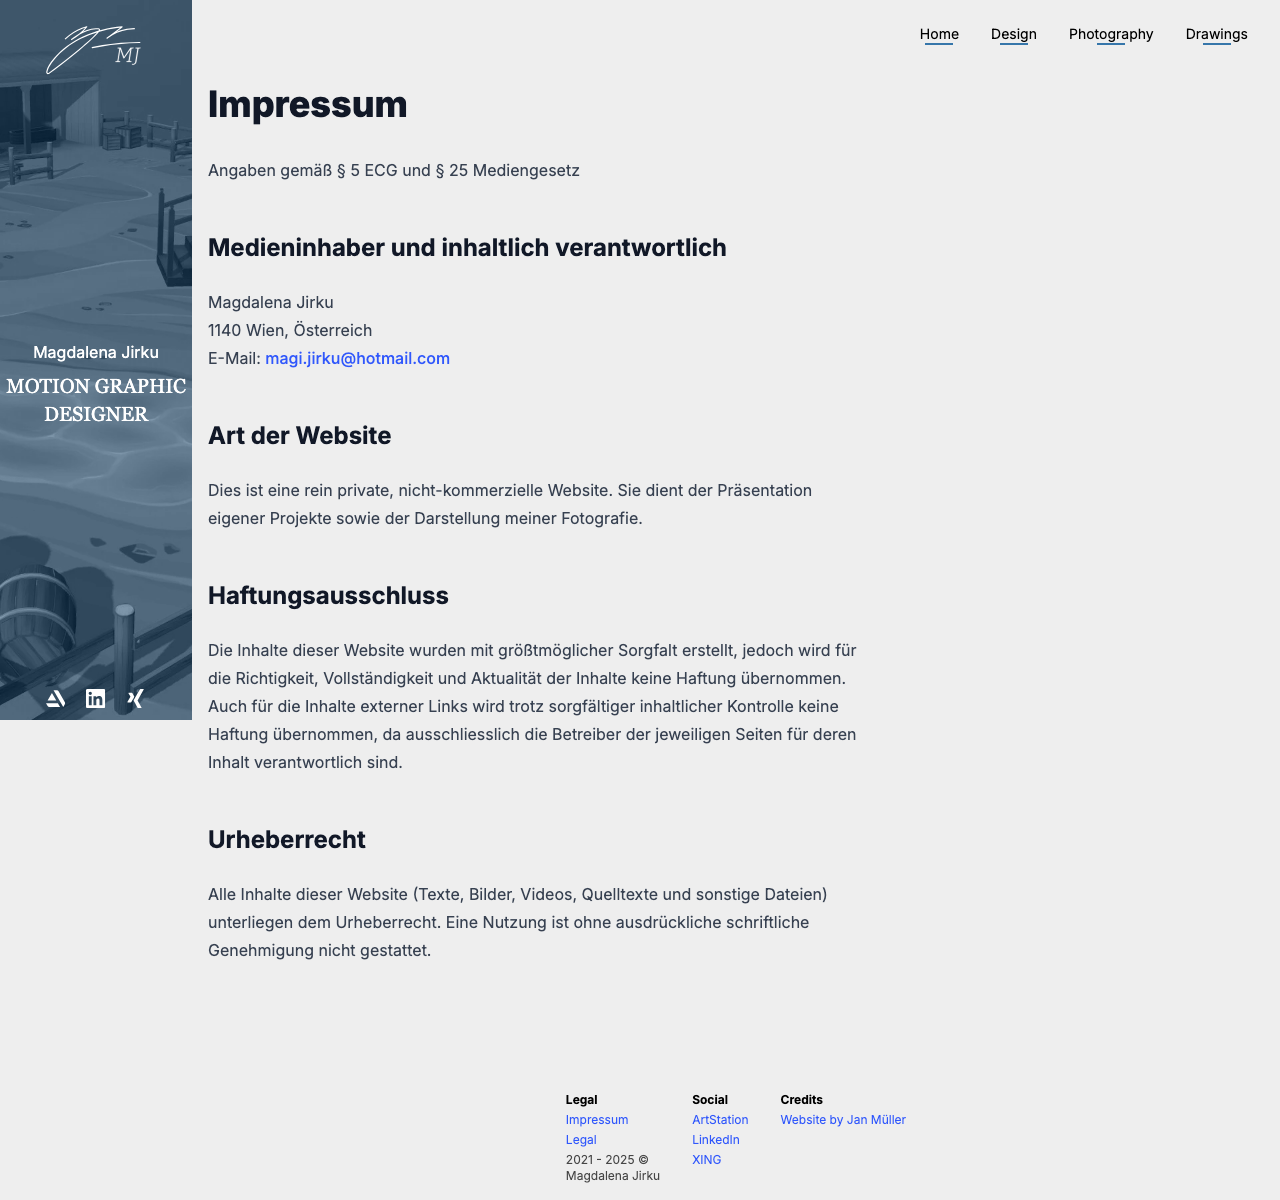 MJ
Home Design Photography Drawings
Impressum
Angaben gemäß § 5 ECG und § 25 Mediengesetz
Medieninhaber und inhaltlich verantwortlich
Magdalena Jirku
1140 Wien, Österreich
E-Mail: magi.jirku@hotmail.com
Magdalena Jirku
MOTION GRAPHIC
DESIGNER
Art der Website
Dies ist eine rein private, nicht-kommerzielle Website. Sie dient der Präsentation
eigener Projekte sowie der Darstellung meiner Fotografie.
Haftungsausschluss
Die Inhalte dieser Website wurden mit größtmöglicher Sorgfalt erstellt, jedoch wird für
die Richtigkeit, Vollständigkeit und Aktualität der Inhalte keine Haftung übernommen.
Auch für die Inhalte externer Links wird trotz sorgfältiger inhaltlicher Kontrolle keine
Haftung übernommen, da ausschliesslich die Betreiber der jeweiligen Seiten für deren
Inhalt verantwortlich sind.
Urheberrecht
Alle Inhalte dieser Website (Texte, Bilder, Videos, Quelltexte und sonstige Dateien)
unterliegen dem Urheberrecht. Eine Nutzung ist ohne ausdrückliche schriftliche
Genehmigung nicht gestattet.
Legal
Impressum
Legal
2021 - 2025 ©
Magdalena Jirku
Social
ArtStation
LinkedIn
XING
Credits
Website by Jan Müller